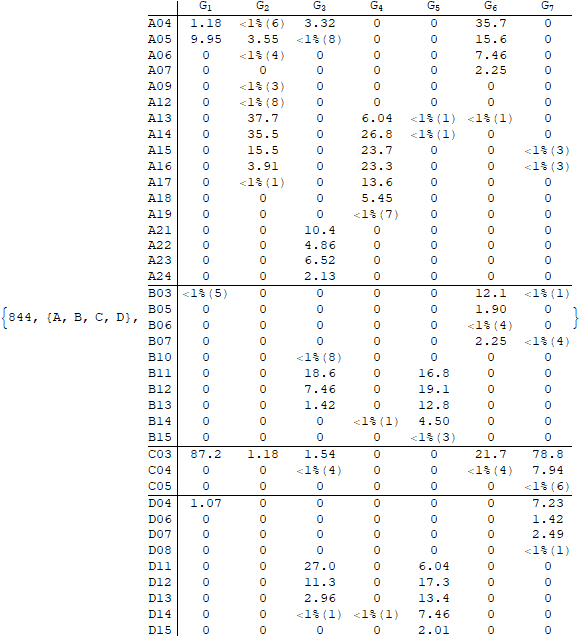 G₁ G₂ G₃ G₄ G₅ G₆ G₇
A04 1.18 <1%(6) 3.32 0 0 35.7 0
A05 9.95 3.55 <1%(8) 0 0 15.6 0
A06 0 <1%(4) 0 0 0 7.46 0
A07 0 0 0 0 0 2.25 0
A09 0 <1%(3) 0 0 0 0 0
A12 0 <1%(8) 0 0 0 0 0
A13 0 37.7 0 6.04 <1%(1) <1%(1) 0
A14 0 35.5 0 26.8 <1%(1) 0 0
A15 0 15.5 0 23.7 0 0 <1%(3)
A16 0 3.91 0 23.3 0 0 <1%(3)
A17 0 <1%(1) 0 13.6 0 0 0
A18 0 0 0 5.45 0 0 0
A19 0 0 0 <1%(7) 0 0 0
A21 0 0 10.4 0 0 0 0
A22 0 0 4.86 0 0 0 0
A23 0 0 6.52 0 0 0 0
A24 0 0 2.13 0 0 0 0
B03 <1%(5) 0 0 0 0 12.1 <1%(1)
{844, {A, B, C, D}, B05 0 0 0 0 0 1.90 0 }
B06 0 0 0 0 0 <1%(4) 0
B07 0 0 0 0 0 2.25 <1%(4)
B10 0 0 <1%(8) 0 0 0 0
B11 0 0 18.6 0 16.8 0 0
B12 0 0 7.46 0 19.1 0 0
B13 0 0 1.42 0 12.8 0 0
B14 0 0 0 <1%(1) 4.50 0 0
B15 0 0 0 0 <1%(3) 0 0
C03 87.2 1.18 1.54 0 0 21.7 78.8
C04 0 0 <1%(4) 0 0 <1%(4) 7.94
C05 0 0 0 0 0 0 <1%(6)
D04 1.07 0 0 0 0 0 7.23
D06 0 0 0 0 0 0 1.42
D07 0 0 0 0 0 0 2.49
D08 0 0 0 0 0 0 <1%(1)
D11 0 0 27.0 0 6.04 0 0
D12 0 0 11.3 0 17.3 0 0
D13 0 0 2.96 0 13.4 0 0
D14 0 0 <1%(1) <1%(1) 7.46 0 0
D15 0 0 0 0 2.01 0 0